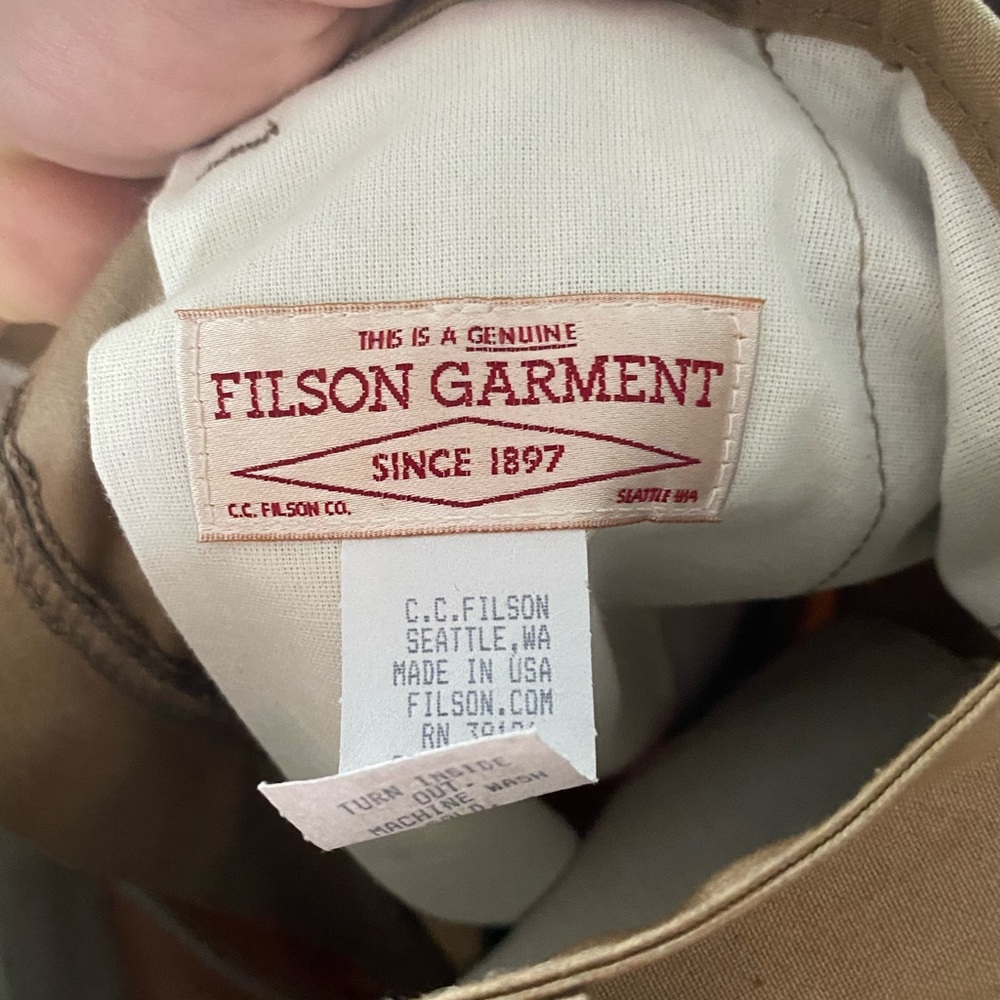 THIS IS A GENUINE
FILSON GARMENT
SINCE 1897
C.C. FILSON CO.
SEATTLE WA
C.C.FILSON
SEATTLE,WA
MADE IN USA
FILSON.COM
RN
TURN INSIDE
OUT.
MACHINE WASH